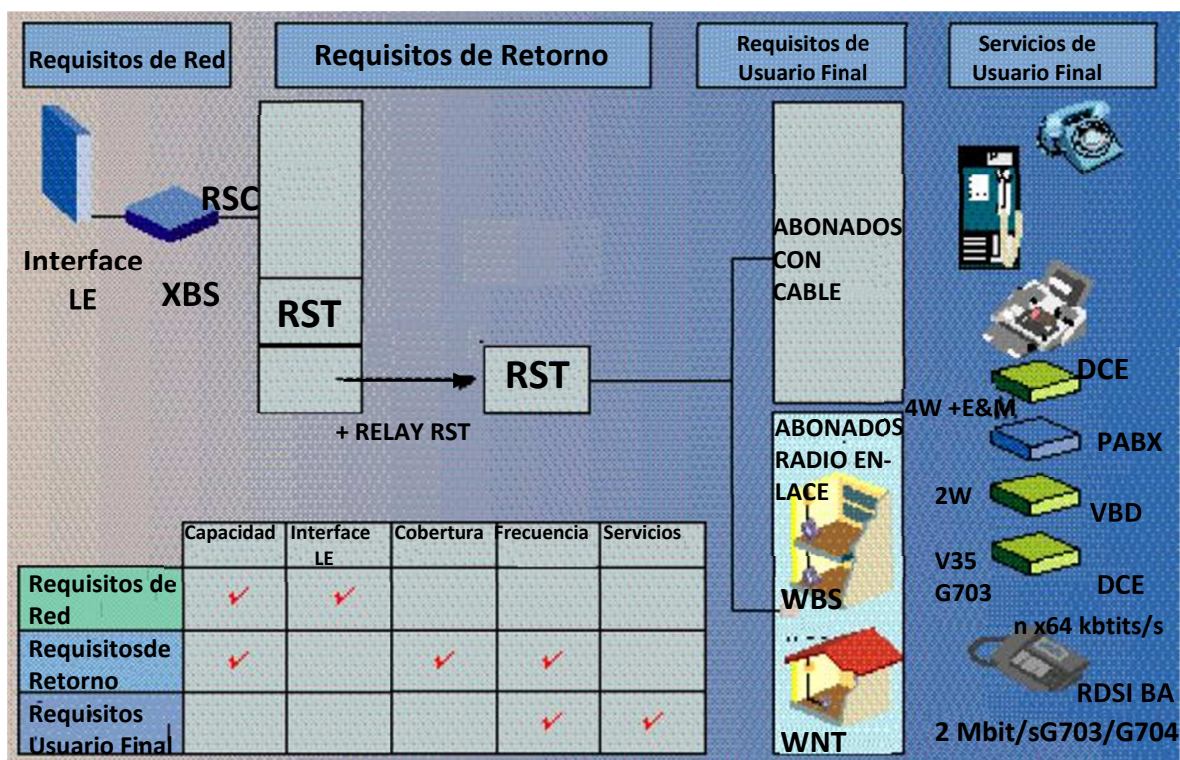 Requisitos de Red
Requisitos de Retorno
Requisitos de
Usuario Final
Servicios de
Usuario Final
RSC
Interface
LE
XBS
RST
RST
+ RELAY RST
ABONADOS
CON
CABLE
ABONADOS
RADIO EN-
LACE
WBS
WNT
DCE
4W +E&M
PABX
2W
VBD
V35
G703
DCE
n x64 kbtits/s
RDSI BA
2 Mbit/sG703/G704
Capacidad
Interface
LE
Cobertura
Frecuencia
Servicios
Requisitos de
Red
Requisitosde
Retorno
Requisitos
Usuario Final